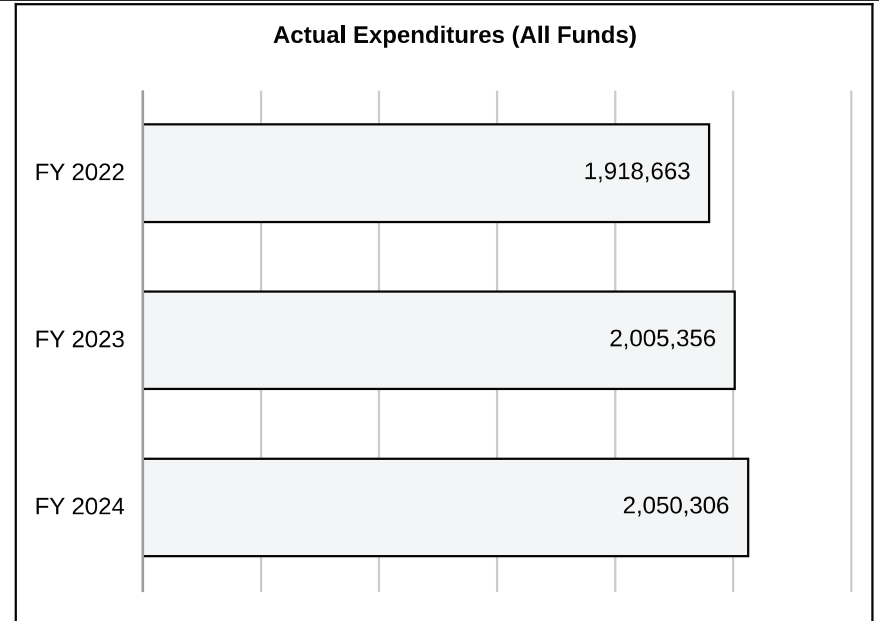 Actual Expenditures (All Funds)
FY 2022 1,918,663
FY 2023 2,005,356
FY 2024 2,050,306